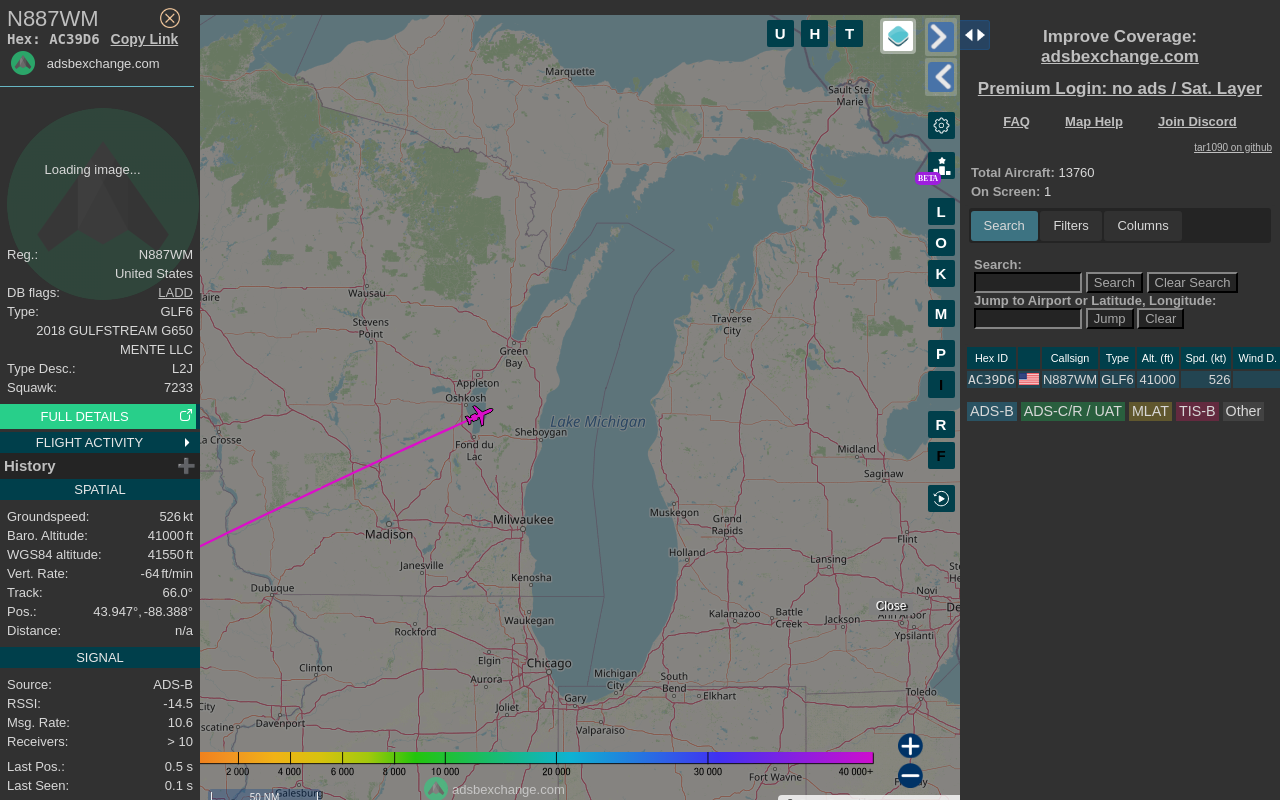 N887WM
Hex: AC39D6 Copy Link
adsbexchange.com
Loading image...
Reg.: N887WM
United States
DB flags: LADD
Type: GLF6
2018 GULFSTREAM G650
MENTE LLC
Type Desc.: L2J
Squawk: 7233
FULL DETAILS
FLIGHT ACTIVITY
History
SPATIAL
Groundspeed: 526 kt
Baro. Altitude: 41000 ft
WGS84 altitude: 41550 ft
Vert. Rate: -64 ft/min
Track: 66.0°
Pos.: 43.947°, -88.388°
Distance: n/a
SIGNAL
Source: ADS-B
RSSI: -14.5
Msg. Rate: 10.6
Receivers: > 10
Last Pos.: 0.5 s
Last Seen: 0.1 s
U H T
Marquette
Sault Ste.
Marie
BETA
L
O
K
M
P
I
R
F
aire
Wausau
Stevens
Point
Green
Bay
Traverse
City
Appleton
Oshkosh
Lake Michigan
La Crosse
Sheboygan
Fond du
Lac
Midland
Saginaw
Muskegon
Grand
Rapids
Milwaukee
Madison
Flint
Holland
Lansing
Janesville
Kenosha
Dubuque
Novi
Waukegan
Kalamazoo
Battle
Creek
Jackson
Close
Ann Arbor
De
Ypsilanti
Rockford
Elgin
Chicago
Clinton
Aurora
Michigan
City
South
Bend
Elkhart
Toledo
City
Joliet
Gary
scatine
Davenport
Valparaiso
2 000 4 000 6 000 8 000 10 000 20 000 30 000 40 000+
Fort Wayne
adsbexchange.com
50 NM
Galesburg
Improve Coverage:
adsbexchange.com
Premium Login: no ads / Sat. Layer
FAQ Map Help Join Discord
tar1090 on github
Total Aircraft: 13760
On Screen: 1
Search Filters Columns
Search:
Search Clear Search
Jump to Airport or Latitude, Longitude:
Jump Clear
Hex ID Callsign Type Alt. (ft) Spd. (kt) Wind D.
AC39D6 N887WM GLF6 41000 526
ADS-B ADS-C/R / UAT MLAT TIS-B Other